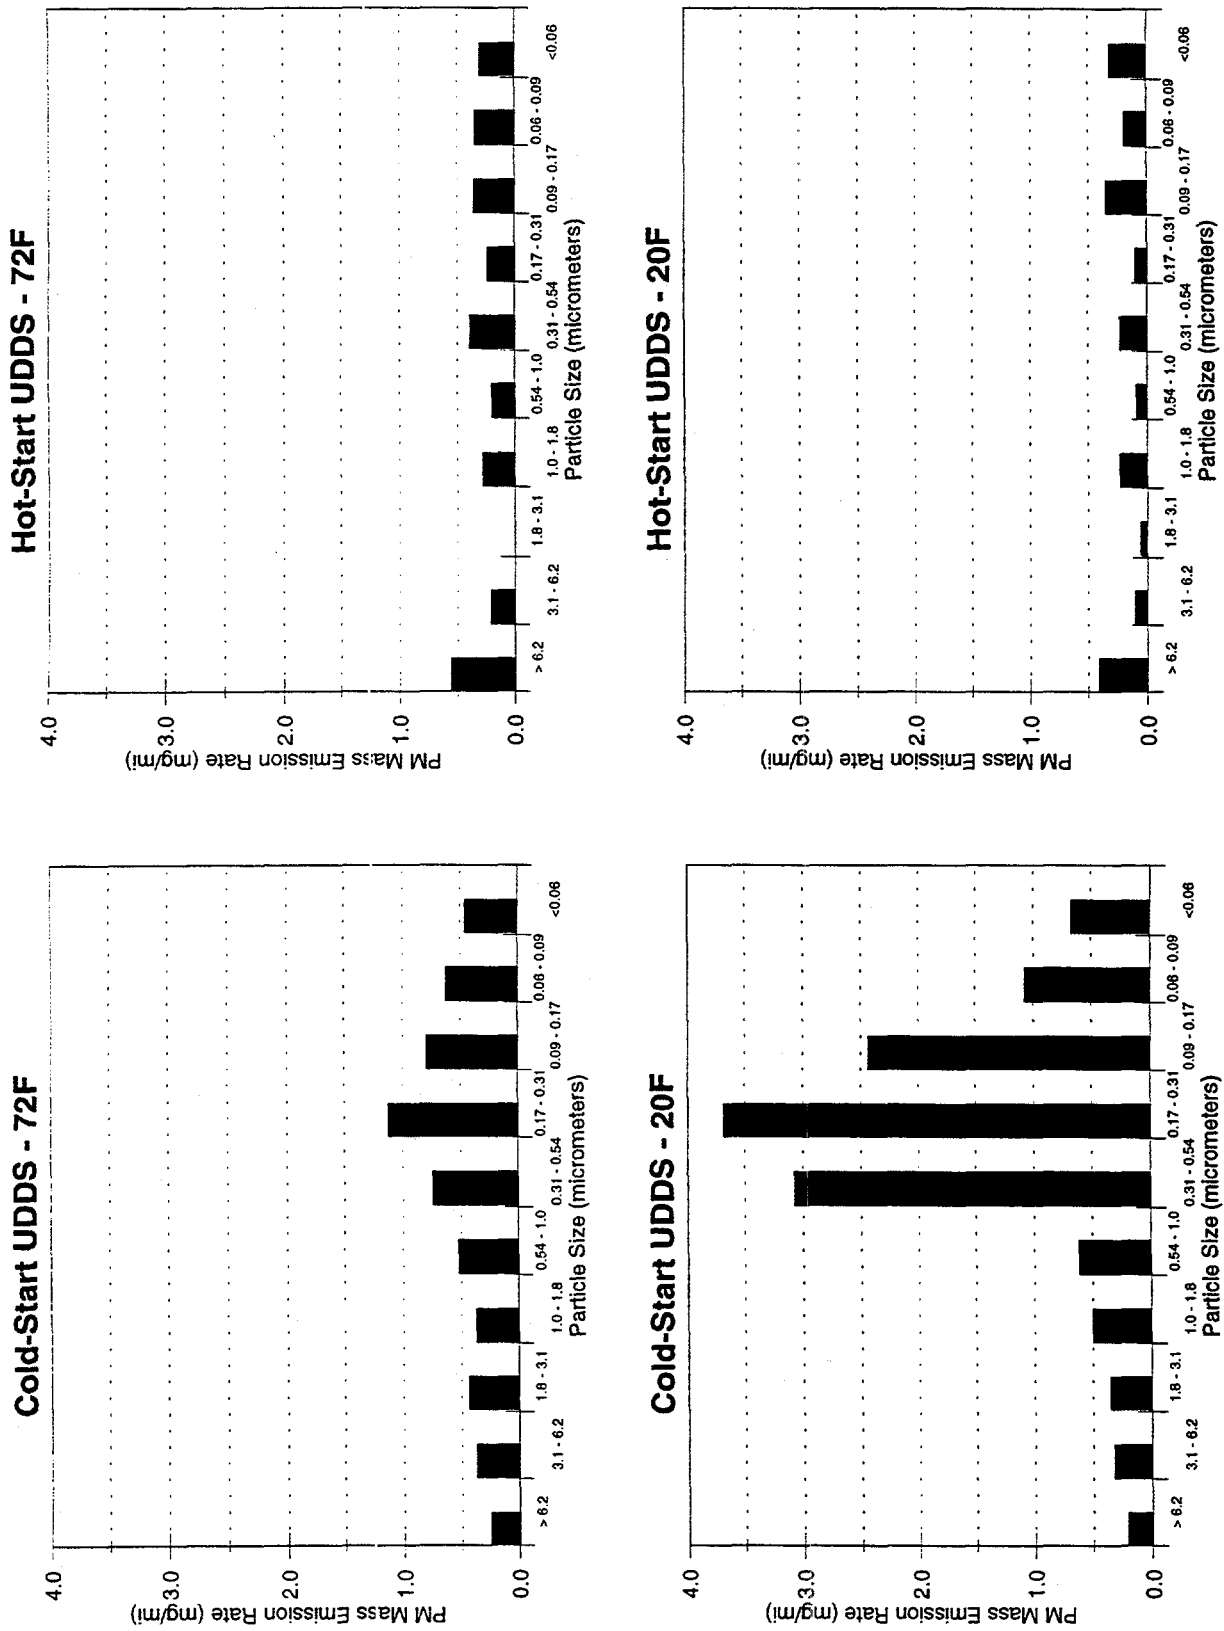 Cold-Start UDDS - 72F
PM Mass Emission Rate (mg/mi)
4.0
3.0
2.0
1.0
0.0
> 6.2
3.1 - 6.2
1.8 - 3.1
1.0 - 1.8
0.54 - 1.0
0.31 - 0.54
0.17 - 0.31
0.09 - 0.17
0.06 - 0.09
<0.06
Particle Size (micrometers)
Hot-Start UDDS - 72F
PM Mass Emission Rate (mg/mi)
4.0
3.0
2.0
1.0
0.0
> 6.2
3.1 - 6.2
1.8 - 3.1
1.0 - 1.8
0.54 - 1.0
0.31 - 0.54
0.17 - 0.31
0.09 - 0.17
0.06 - 0.09
<0.06
Particle Size (micrometers)
Cold-Start UDDS - 20F
PM Mass Emission Rate (mg/mi)
4.0
3.0
2.0
1.0
0.0
> 6.2
3.1 - 6.2
1.8 - 3.1
1.0 - 1.8
0.54 - 1.0
0.31 - 0.54
0.17 - 0.31
0.09 - 0.17
0.06 - 0.09
<0.06
Particle Size (micrometers)
Hot-Start UDDS - 20F
PM Mass Emission Rate (mg/mi)
4.0
3.0
2.0
1.0
0.0
> 6.2
3.1 - 6.2
1.8 - 3.1
1.0 - 1.8
0.54 - 1.0
0.31 - 0.54
0.17 - 0.31
0.09 - 0.17
0.06 - 0.09
<0.06
Particle Size (micrometers)